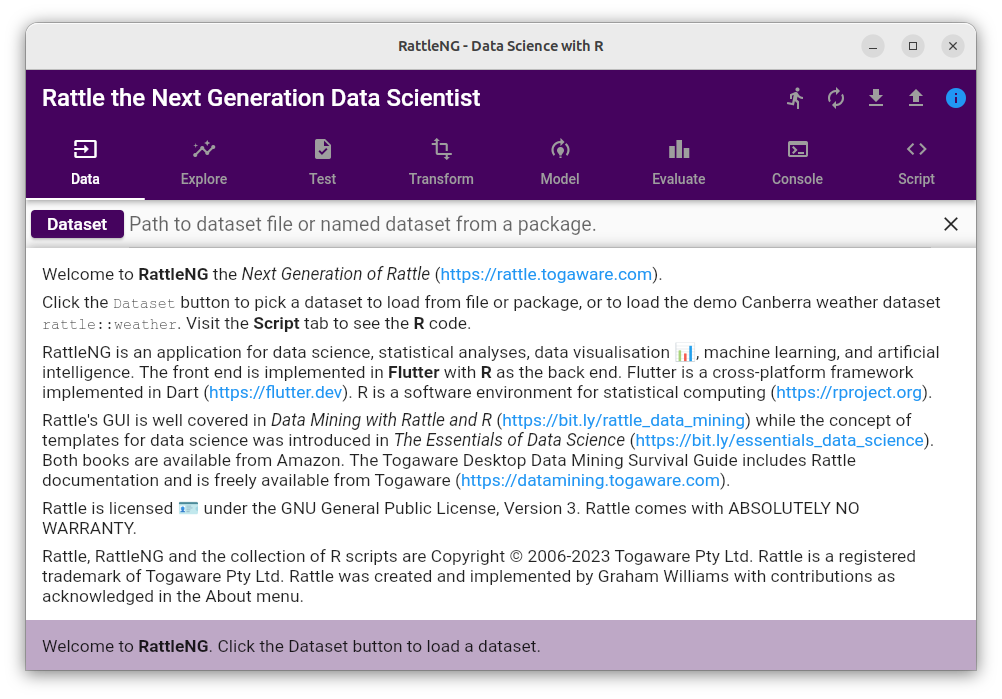 RattleNG - Data Science with R
Rattle the Next Generation Data Scientist
Data
Explore
Test
Transform
Model
Evaluate
Console
Script
Dataset
Path to dataset file or named dataset from a package.
Welcome to RattleNG the Next Generation of Rattle (https://rattle.togaware.com).
Click the Dataset button to pick a dataset to load from file or package, or to load the demo Canberra weather dataset
rattle::weather. Visit the Script tab to see the R code.
RattleNG is an application for data science, statistical analyses, data visualisation 📊, machine learning, and artificial
intelligence. The front end is implemented in Flutter with R as the back end. Flutter is a cross-platform framework
implemented in Dart (https://flutter.dev). R is a software environment for statistical computing (https://rproject.org).
Rattle's GUI is well covered in Data Mining with Rattle and R (https://bit.ly/rattle_data_mining) while the concept of
templates for data science was introduced in The Essentials of Data Science (https://bit.ly/essentials_data_science).
Both books are available from Amazon. The Togaware Desktop Data Mining Survival Guide includes Rattle
documentation and is freely available from Togaware (https://datamining.togaware.com).
Rattle is licensed 🪪 under the GNU General Public License, Version 3. Rattle comes with ABSOLUTELY NO
WARRANTY.
Rattle, RattleNG and the collection of R scripts are Copyright © 2006-2023 Togaware Pty Ltd. Rattle is a registered
trademark of Togaware Pty Ltd. Rattle was created and implemented by Graham Williams with contributions as
acknowledged in the About menu.
Welcome to RattleNG. Click the Dataset button to load a dataset.